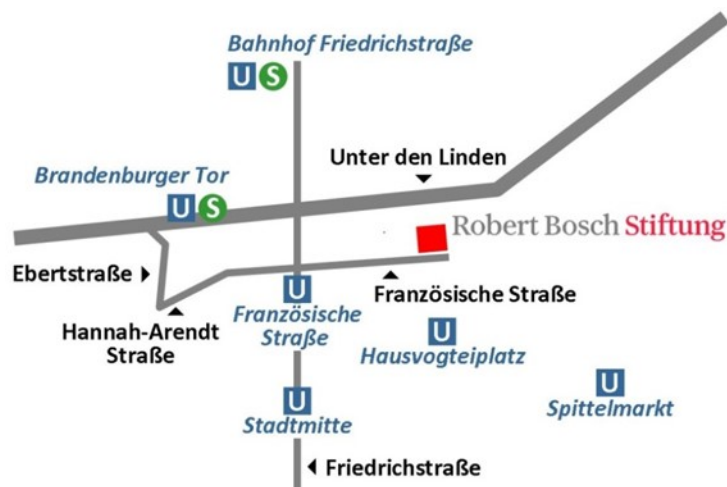 Bahnhof Friedrichstraße
U S
Unter den Linden
Brandenburger Tor
U S
Robert Bosch Stiftung
Ebertstraße
U
Französische Straße
Hannah-Arendt
Straße
Französische
Straße
U
Hausvogteiplatz
U
Spittelmarkt
U
Stadtmitte
Friedrichstraße